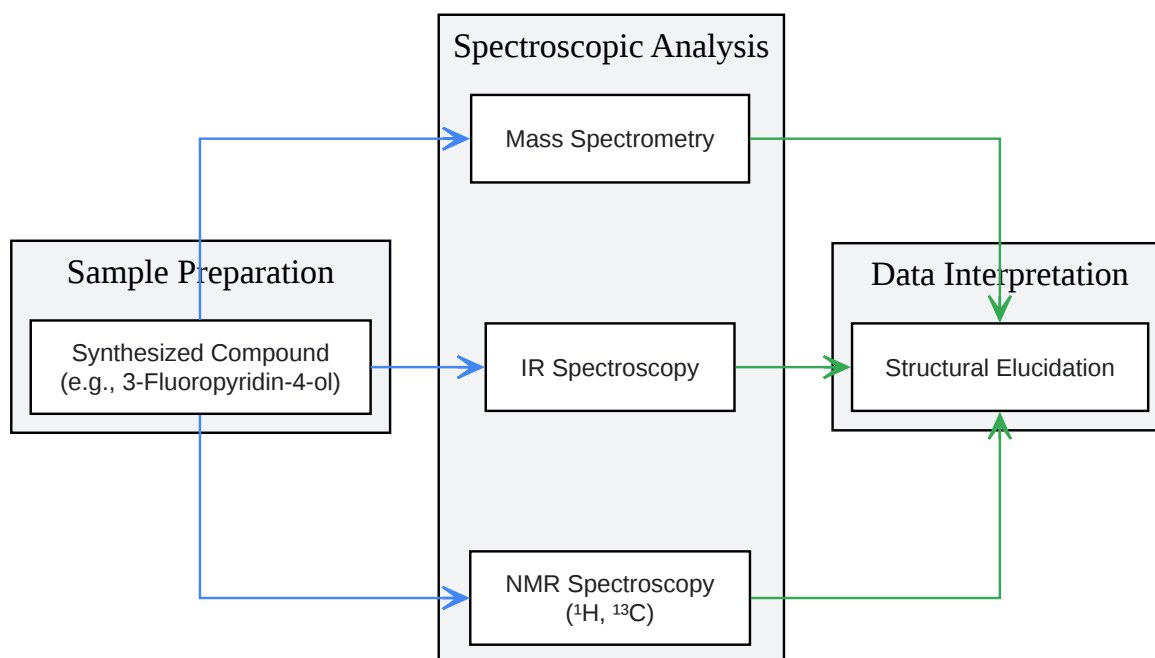 Spectroscopic Analysis
Mass Spectrometry
Sample Preparation
Synthesized Compound
(e.g., 3-Fluoropyridin-4-ol)
IR Spectroscopy
Data Interpretation
Structural Elucidation
NMR Spectroscopy
(¹H, ¹³C)